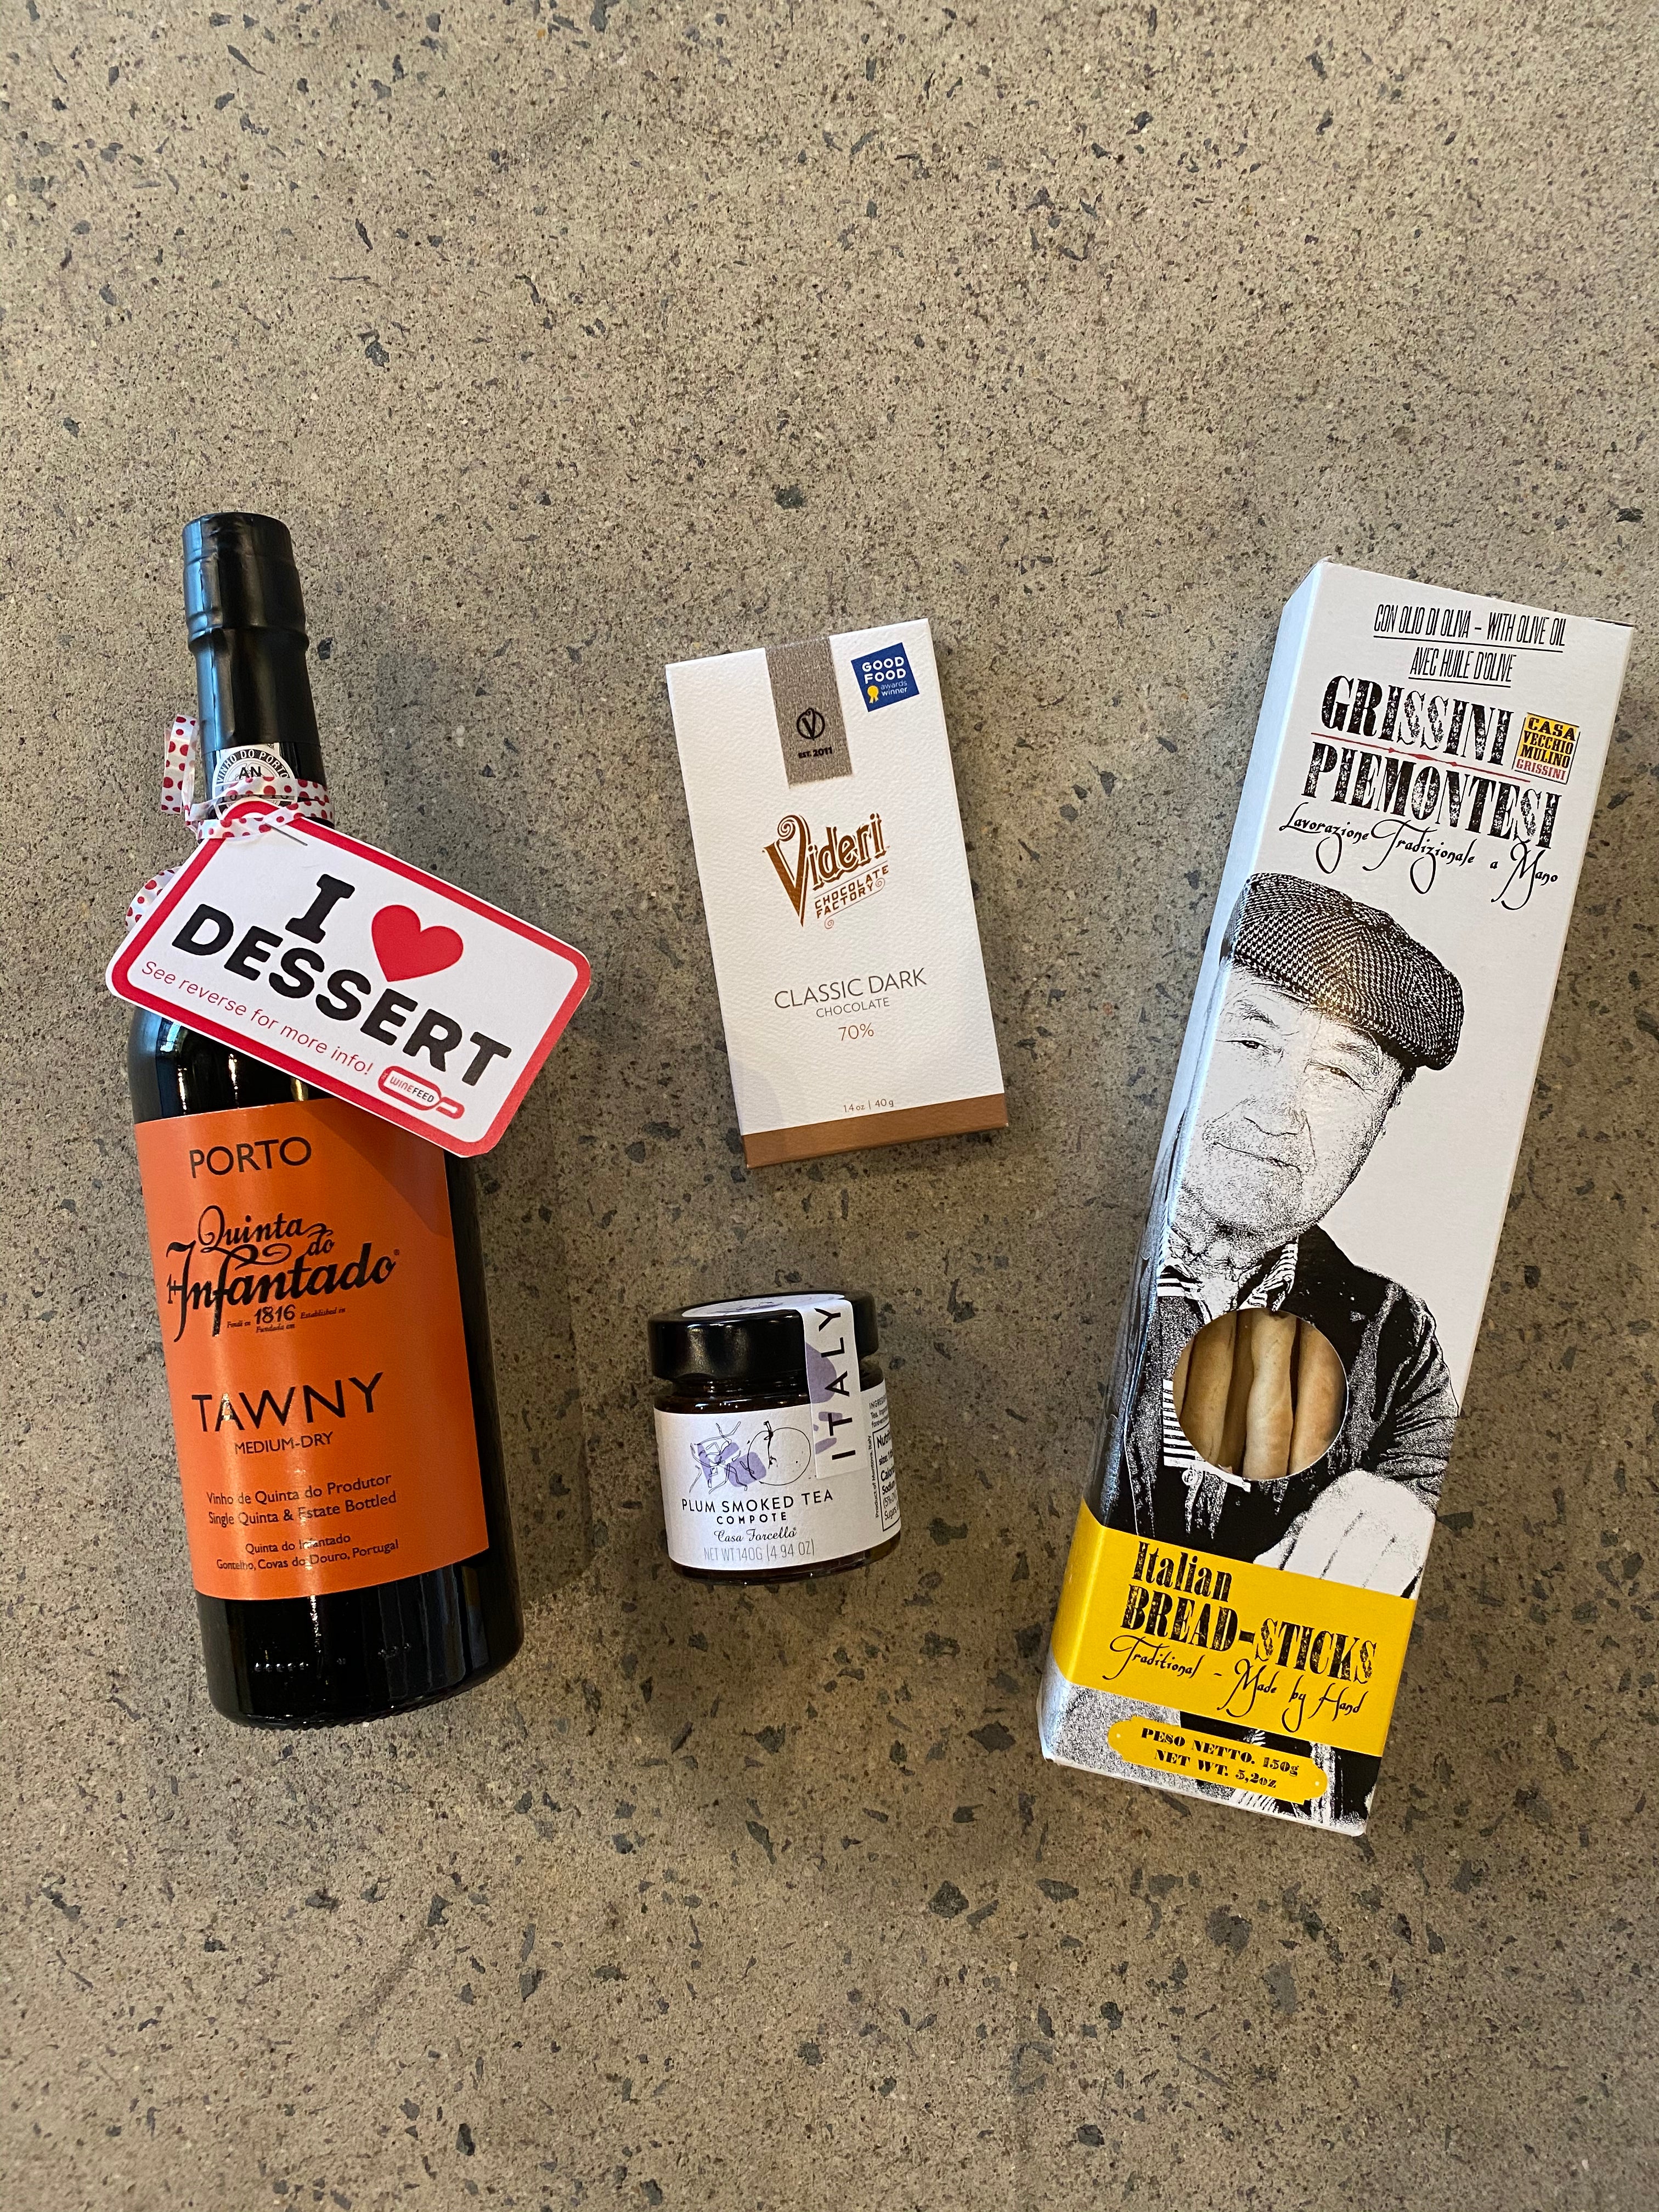 VINHO DO PORTO
AN
I ❤
DESSERT
See reverse for more info!
WINEFEED
PORTO
Quinta
do
Infantado®
1816
Established in
TAWNY
MEDIUM-DRY
Vinho de Quinta do Produtor
Single Quinta & Estate Bottled
Quinta do Infantado
Gontelho, Covas do Douro, Portugal
GOOD
FOOD
awards
winner
V
EST. 2011
Videri
CHOCOLATE
FACTORY
CLASSIC DARK
CHOCOLATE
70%
1.4 oz | 40 g
ITALY
PLUM SMOKED TEA
COMPOTE
Casa Forcello
NET WT 140G (4 94 OZ)
CON OLIO DI OLIVA - WITH OLIVE OIL
AVEC HUILE D'OLIVE
GRISSINI
PIEMONTESI
CASA
VECCHIO
MULINO
GRISSINI
Lavorazione Tradizionale a Mano
Italian
BREAD-STICKS
Traditional - Made by Hand
PESO NETTO. 150g
NET WT. 5,2oz